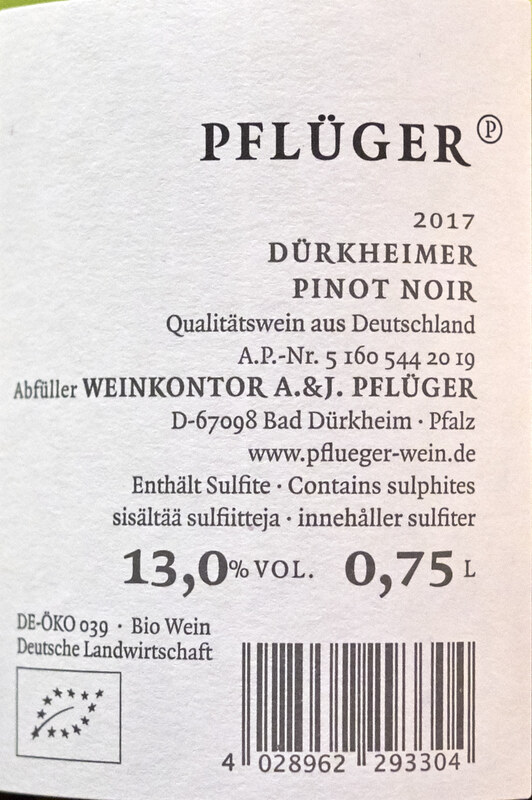 PFLÜGER Ⓟ
2017
DÜRKHEIMER
PINOT NOIR
Qualitätswein aus Deutschland
A.P.-Nr. 5 160 544 20 19
Abfüller WEINKONTOR A.&J. PFLÜGER
D-67098 Bad Dürkheim · Pfalz
www.pflueger-wein.de
Enthält Sulfite · Contains sulphites
sisältää sulfiitteja · innehåller sulfiter
13,0% VOL. 0,75 L
DE-ÖKO 039 · Bio Wein
Deutsche Landwirtschaft
4 028962 293304